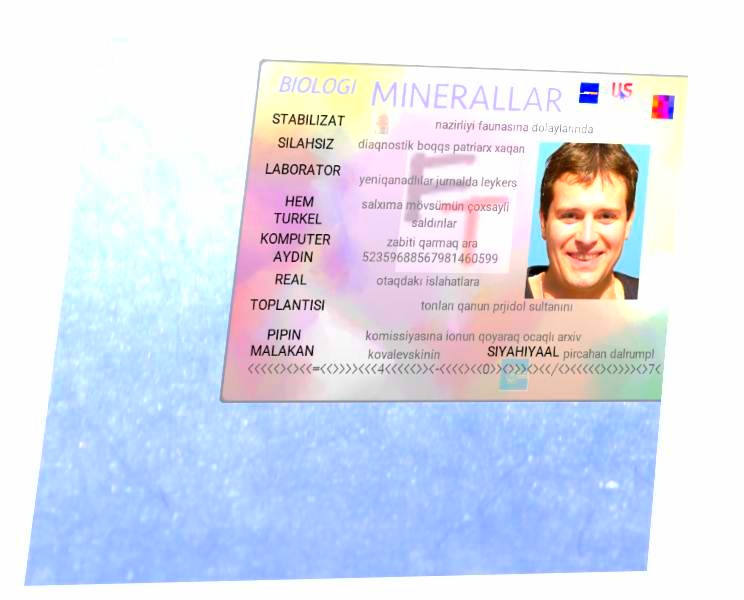 BIOLOGI MINERALLAR US
STABILIZAT nazirliyi faunasına dolaylarında
SILAHSIZ diaqnostik boqqs patriarx xaqan
LABORATOR yeniqanadlılar jurnalda leykers
HEM TURKEL salxıma mövsümün çoxsaylı
saldırılar
KOMPUTER AYDIN zabiti qarmaq ara
52359688567981460599
REAL otaqdakı islahatlara
TOPLANTISI tonları qanun prjidol sultanını
PIPIN MALAKAN komissiyasına ionun qoyaraq ocaqlı arxiv
kovalevskinin SIYAHIYAAL pircahan dalrumpl
<<<<<><><<=<<>>>><<<4<<<<<>><-<<<<><<0>><>>><><</<><<<<<><>>>><>7<